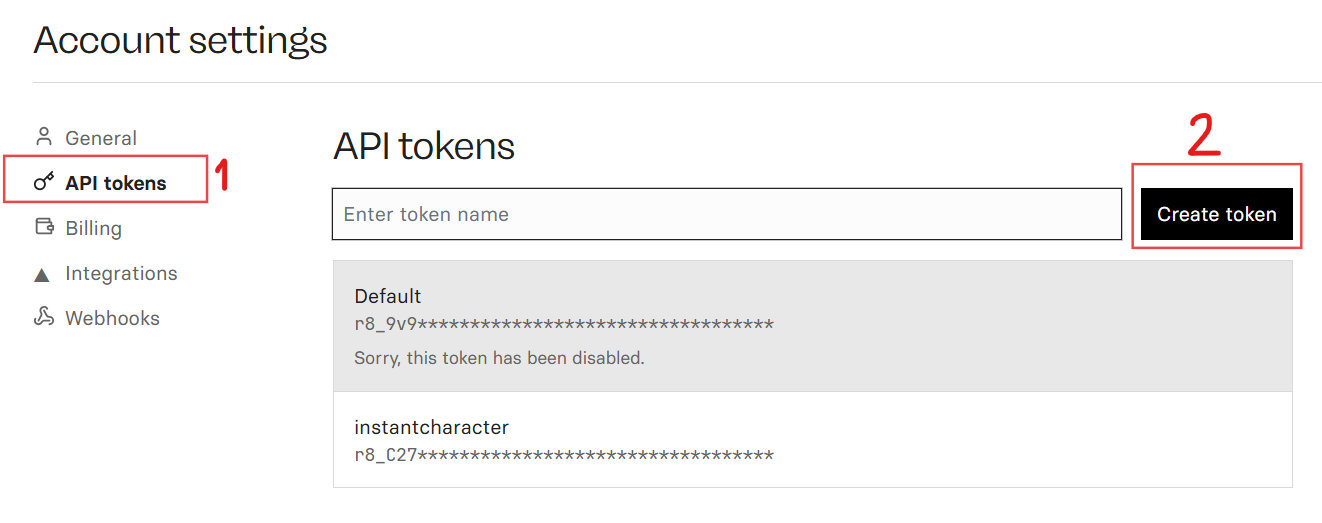 Account settings
General
API tokens
1
Billing
Integrations
Webhooks
API tokens
2
Enter token name
Create token
Default
r8_9v9**********************************
Sorry, this token has been disabled.
instantcharacter
r8_C27**********************************